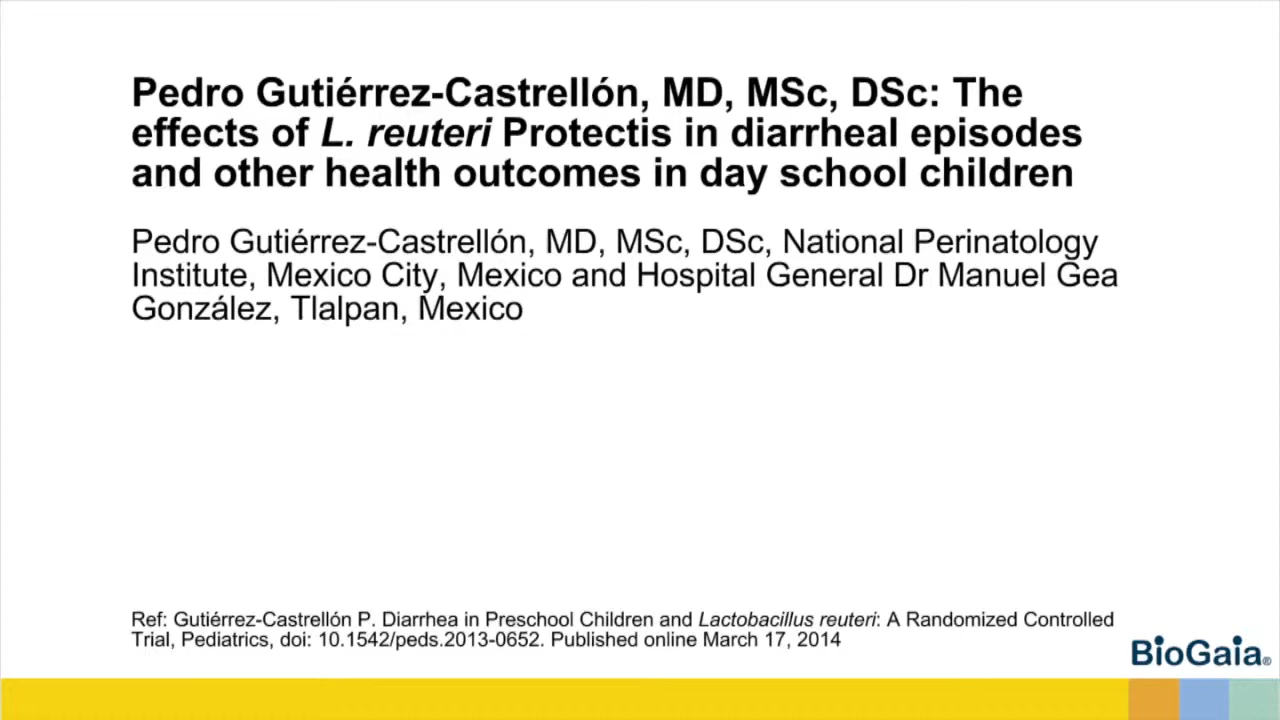 Pedro Gutiérrez-Castrellón, MD, MSc, DSc: The
effects of L. reuteri Protectis in diarrheal episodes
and other health outcomes in day school children
Pedro Gutiérrez-Castrellón, MD, MSc, DSc, National Perinatology
Institute, Mexico City, Mexico and Hospital General Dr Manuel Gea
González, Tlalpan, Mexico
Ref: Gutiérrez-Castrellón P. Diarrhea in Preschool Children and Lactobacillus reuteri: A Randomized Controlled
Trial, Pediatrics, doi: 10.1542/peds.2013-0652. Published online March 17, 2014
BioGaia®